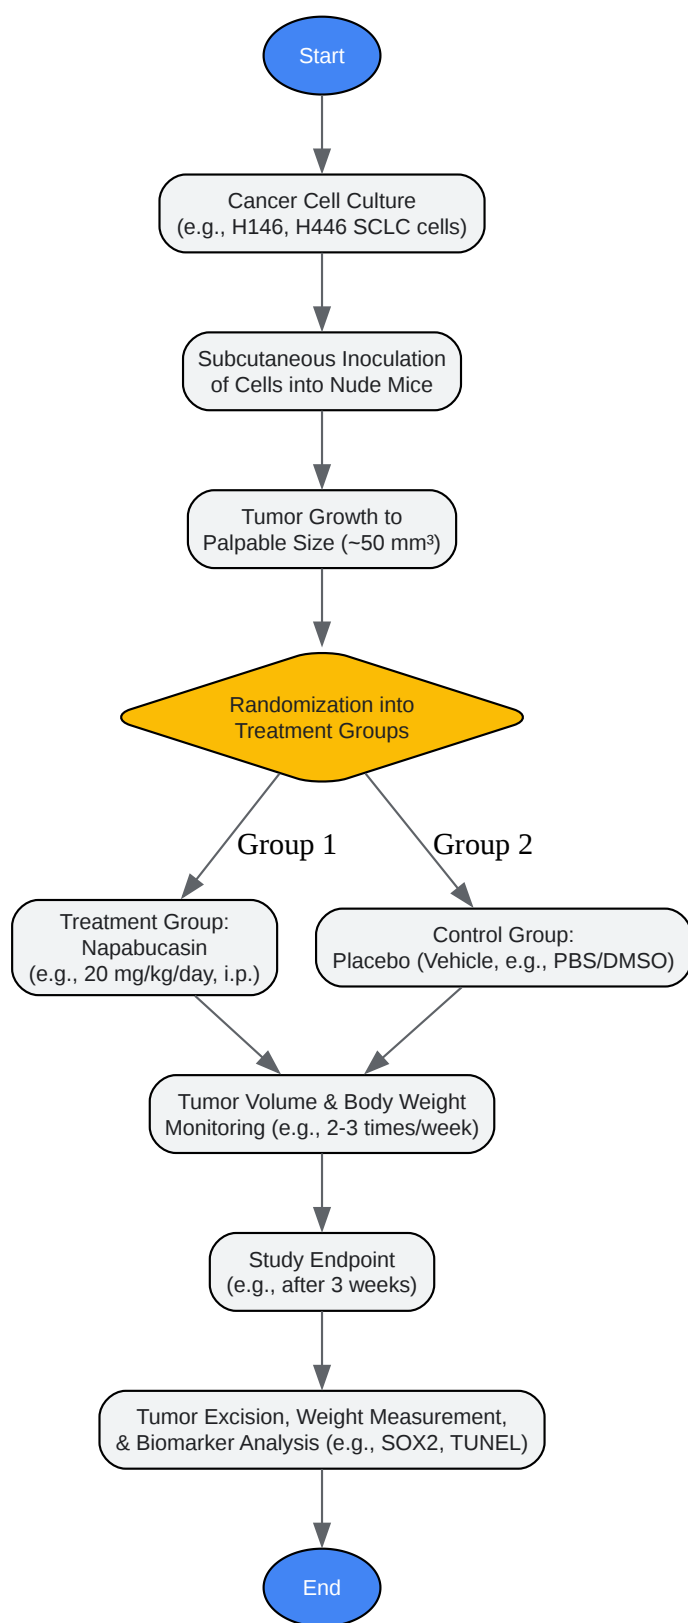 Start
Cancer Cell Culture
(e.g., H146, H446 SCLC cells)
Subcutaneous Inoculation
of Cells into Nude Mice
Tumor Growth to
Palpable Size (~50 mm³)
Randomization into
Treatment Groups
Group 1
Group 2
Treatment Group:
Napabucasin
(e.g., 20 mg/kg/day, i.p.)
Control Group:
Placebo (Vehicle, e.g., PBS/DMSO)
Tumor Volume & Body Weight
Monitoring (e.g., 2-3 times/week)
Study Endpoint
(e.g., after 3 weeks)
Tumor Excision, Weight Measurement,
& Biomarker Analysis (e.g., SOX2, TUNEL)
End